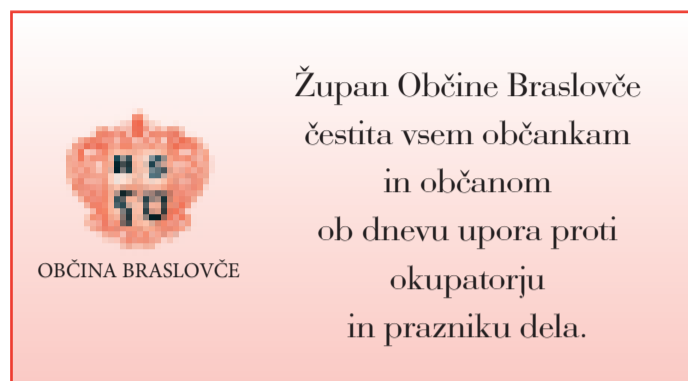 Župan Občine Braslovče
čestita vsem občankam
in občanom
ob dnevu upora proti
okupatorju
in prazniku dela.
OBČINA BRASLOVČE